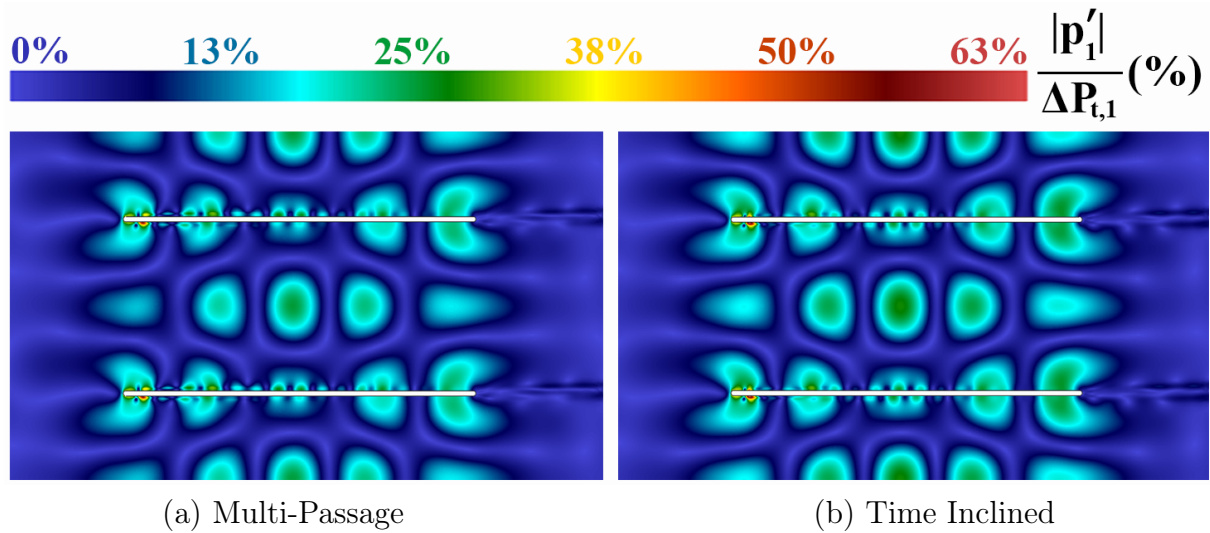 0% 13% 25% 38% 50% 63%
|p′₁| / ΔPₜ,₁ (%)
(a) Multi-Passage (b) Time Inclined